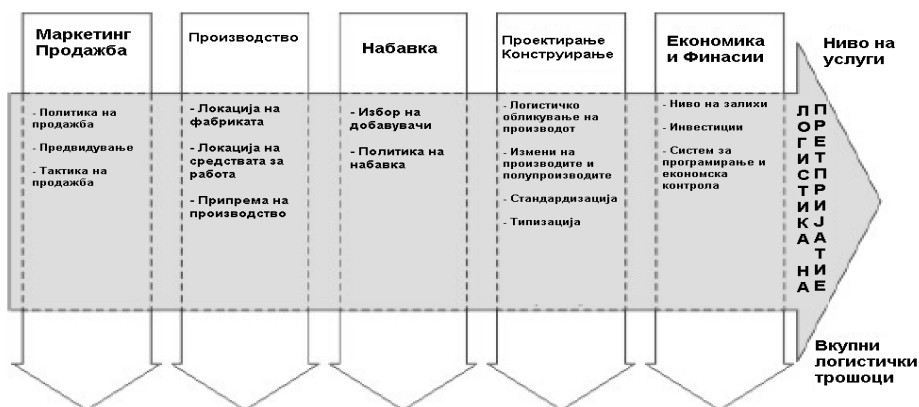 Маркетинг
Продажба
Производство
Набавка
Проектирање
Конструирање
Економика
и Финасии
Ниво на
услуги
- Политика на
продажба
- Предвидување
- Тактика на
продажба
- Локација на
фабриката
- Локација на
средствата за
работа
- Припрема на
производство
- Избор на
добавувачи
- Политика на
набавка
- Логистичко
обликување на
производот
- Измени на
производите и
полупроизводите
- Стандардизација
- Типизација
- Ниво на залихи
- Инвестиции
- Систем за
програмирање и
економска
контрола
ЛОГИСТИКА НА
ПРЕТПРИЈАТИЕ
Вкупни
логистички
трошоци